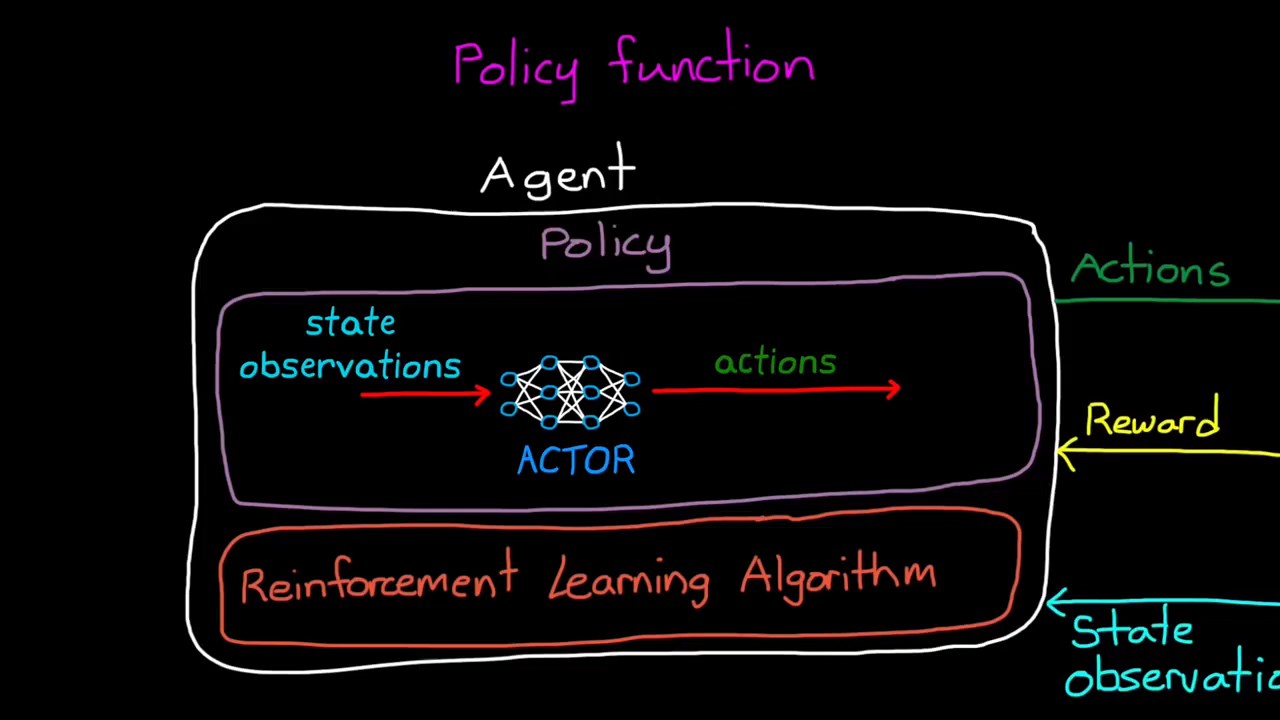 Policy function
Agent
Policy
state
observations
actions
ACTOR
Reinforcement Learning Algorithm
Actions
Reward
State